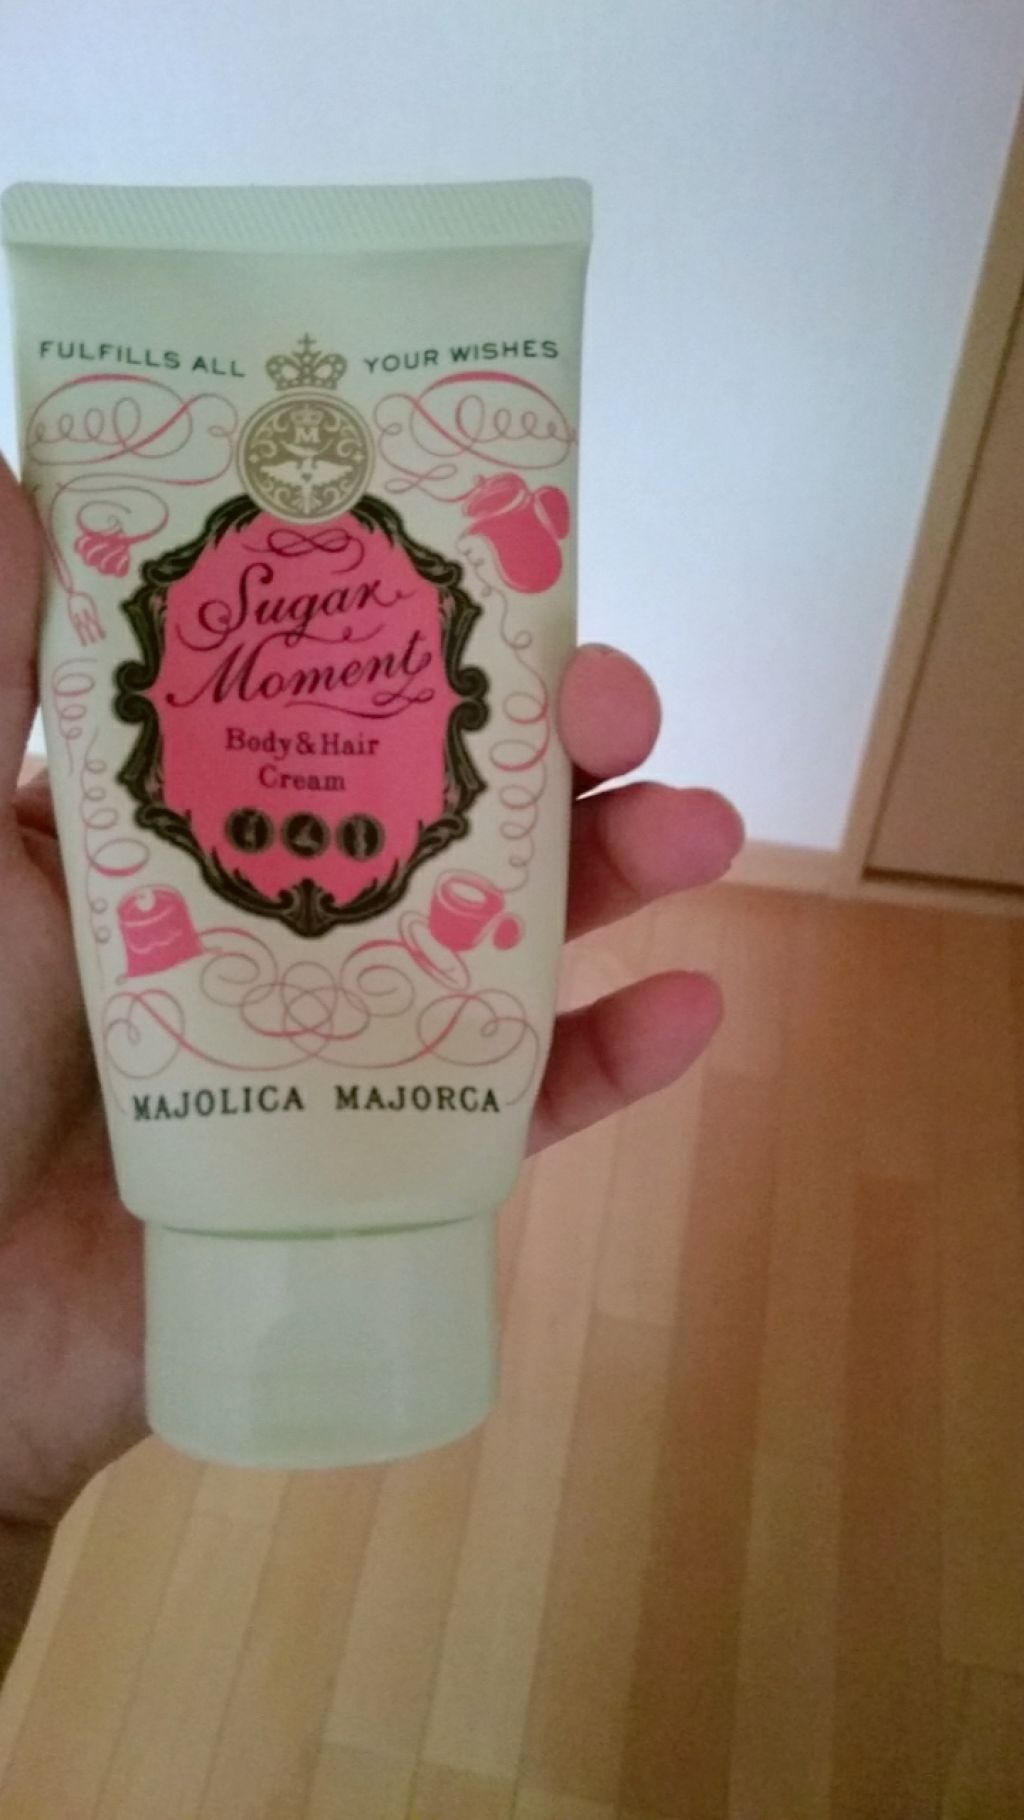 FULFILLS ALL YOUR WISHES
M
Sugar
Moment
Body & Hair
Cream
MAJOLICA MAJORCA